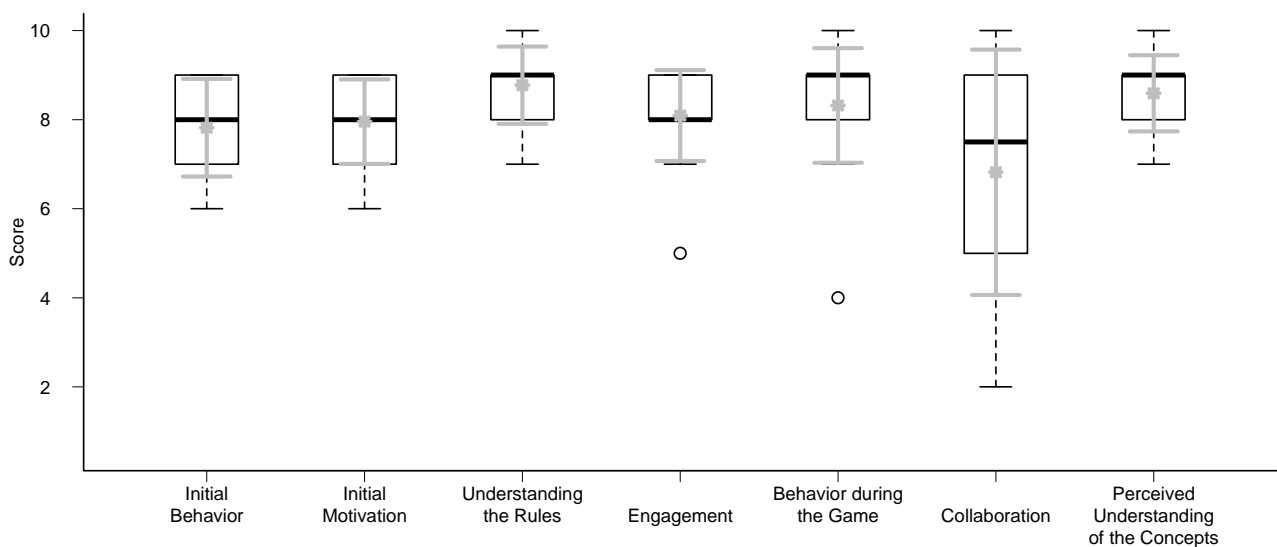 10
8
6
4
2
Score
Initial
Behavior
Initial
Motivation
Understanding
the Rules
Engagement
Behavior during
the Game
Collaboration
Perceived
Understanding
of the Concepts